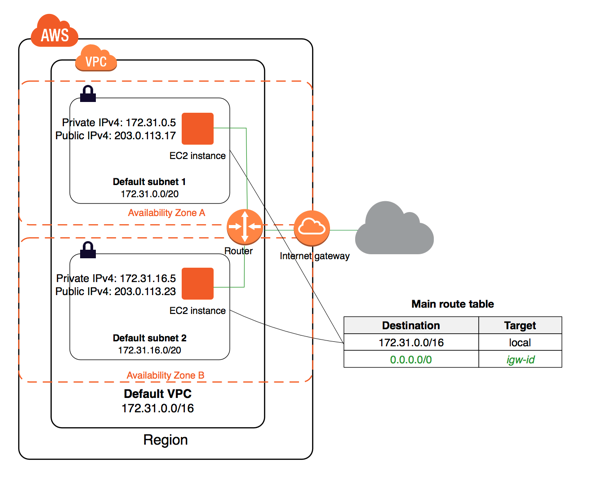 AWS
VPC
Private IPv4: 172.31.0.5
Public IPv4: 203.0.113.17
EC2 instance
Default subnet 1
172.31.0.0/20
Availability Zone A
Router
Internet gateway
Private IPv4: 172.31.16.5
Public IPv4: 203.0.113.23
EC2 instance
Default subnet 2
172.31.16.0/20
Availability Zone B
Default VPC
172.31.0.0/16
Region
Main route table
Destination Target
172.31.0.0/16 local
0.0.0.0/0 igw-id